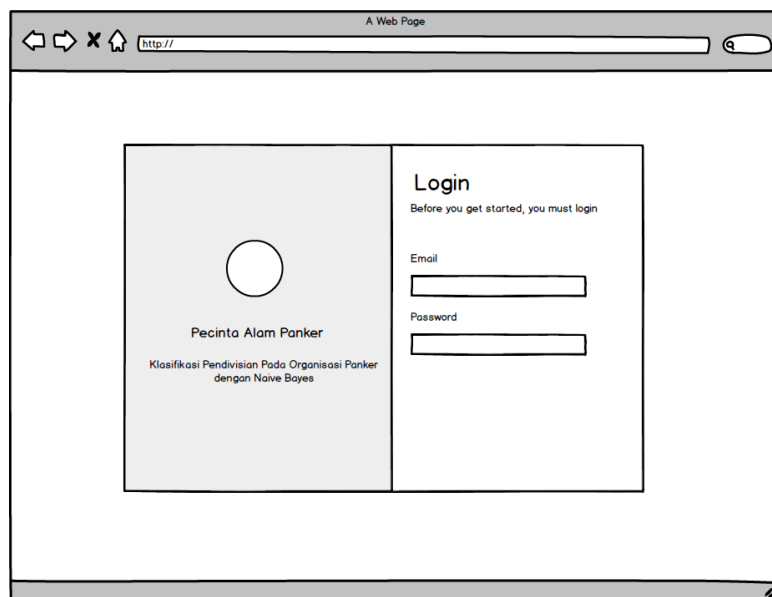 A Web Page
http://
Pecinta Alam Panker
Klasifikasi Pendivisian Pada Organisasi Panker
dengan Naive Bayes
Login
Before you get started, you must login
Email
Password